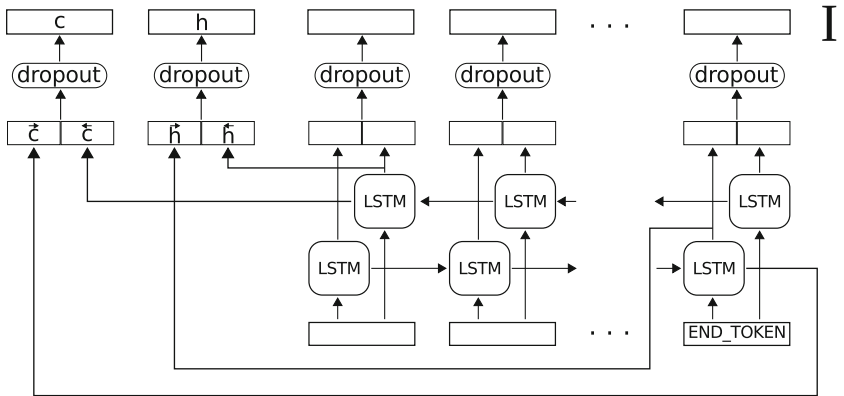 c h . . . I
dropout dropout dropout dropout dropout
c⃗ c⃖ h⃗ h⃖
LSTM LSTM LSTM
LSTM LSTM LSTM
. . . END_TOKEN